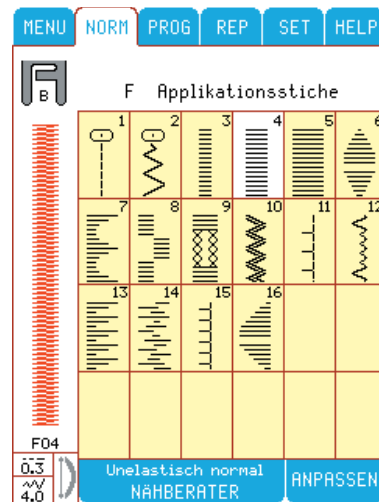 MENU NORM PROG REP SET HELP
B
F Applikationsstiche
1 2 3 4 5 6
7 8 9 10 11 12
13 14 15 16
F04
0.3
4.0
Unelastisch normal
NÄHBERATER
ANPASSEN